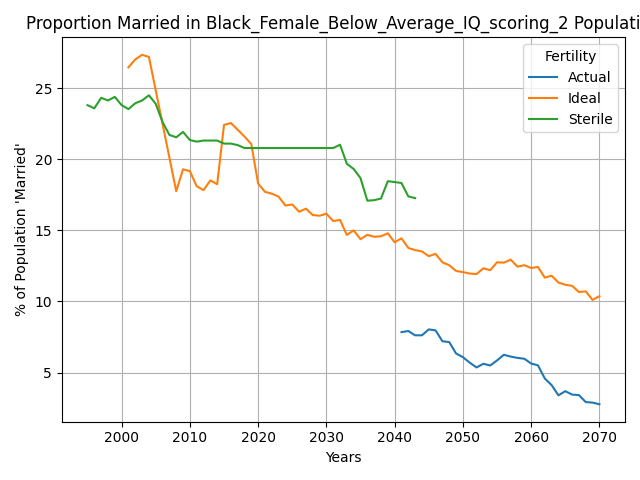 Proportion Married in Black_Female_Below_Average_IQ_scoring_2 Populati
Fertility
Actual
Ideal
Sterile
% of Population 'Married'
25
20
15
10
5
2000 2010 2020 2030 2040 2050 2060 2070
Years